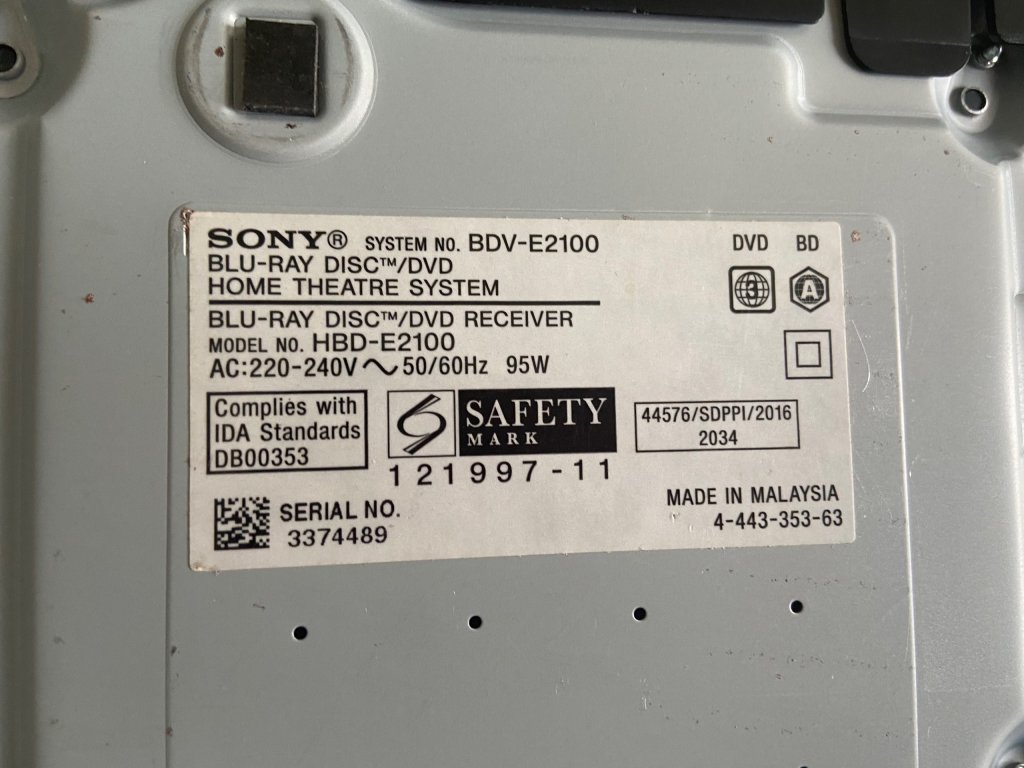 SONY® SYSTEM NO. BDV-E2100
BLU-RAY DISC™/DVD
HOME THEATRE SYSTEM
DVD BD
3 A
BLU-RAY DISC™/DVD RECEIVER
MODEL NO. HBD-E2100
AC:220-240V ~ 50/60Hz 95W
Complies with
IDA Standards
DB00353
S SAFETY
MARK
121997-11
44576/SDPPI/2016
2034
SERIAL NO.
3374489
MADE IN MALAYSIA
4-443-353-63